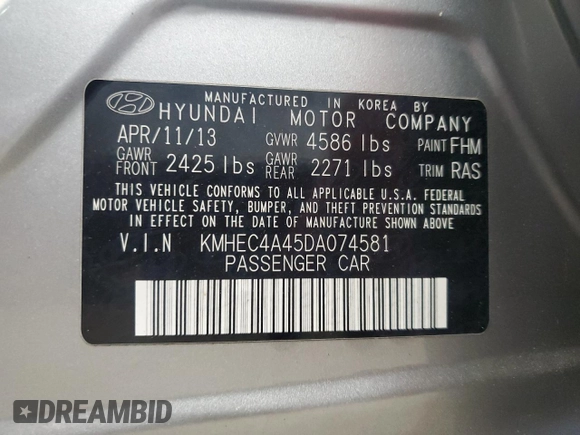 MANUFACTURED IN KOREA BY
HYUNDAI MOTOR COMPANY
APR/11/13 GVWR 4586 lbs PAINT FHM
GAWR FRONT 2425 lbs GAWR REAR 2271 lbs TRIM RAS
THIS VEHICLE CONFORMS TO ALL APPLICABLE U.S.A. FEDERAL
MOTOR VEHICLE SAFETY, BUMPER, AND THEFT PREVENTION STANDARDS
IN EFFECT ON THE DATE OF MANUFACTURE SHOWN ABOVE
V.I.N KMHEC4A45DA074581
PASSENGER CAR
DREAMBID